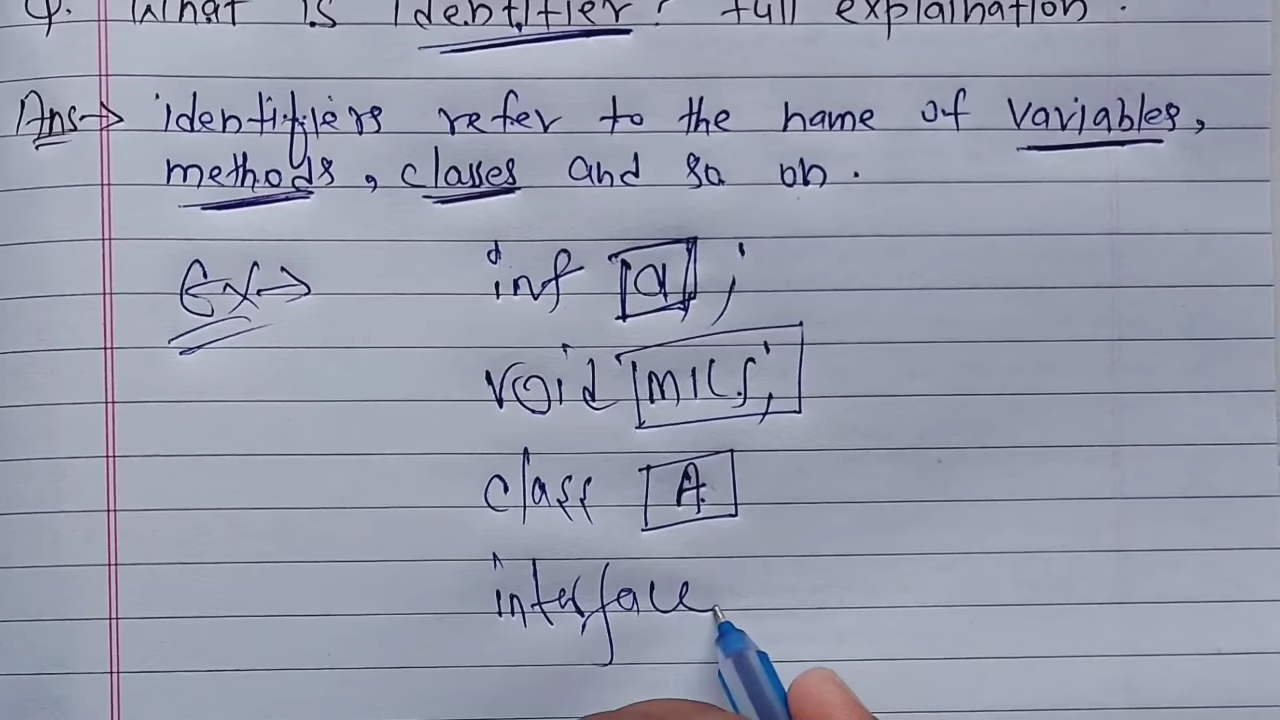 Q. What is identifier? full explaination.
Ans→ identifiers refer to the name of variables,
methods, classes and so on.
Ex→ int a;
void m1();
class A
interface